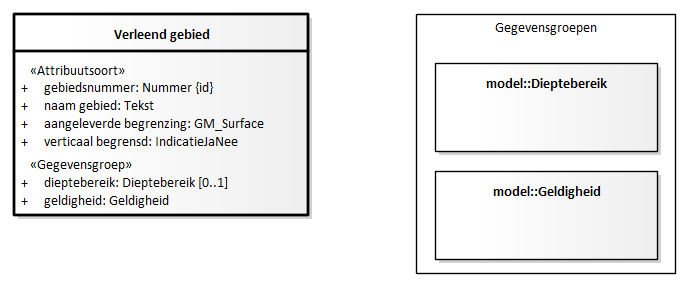 Verleend gebied
«Attribuutsoort»
+ gebiedsnummer: Nummer {id}
+ naam gebied: Tekst
+ aangeleverde begrenzing: GM_Surface
+ verticaal begrensd: IndicatieJaNee
«Gegevensgroep»
+ dieptebereik: Dieptebereik [0..1]
+ geldigheid: Geldigheid
Gegevensgroepen
model::Dieptebereik
model::Geldigheid